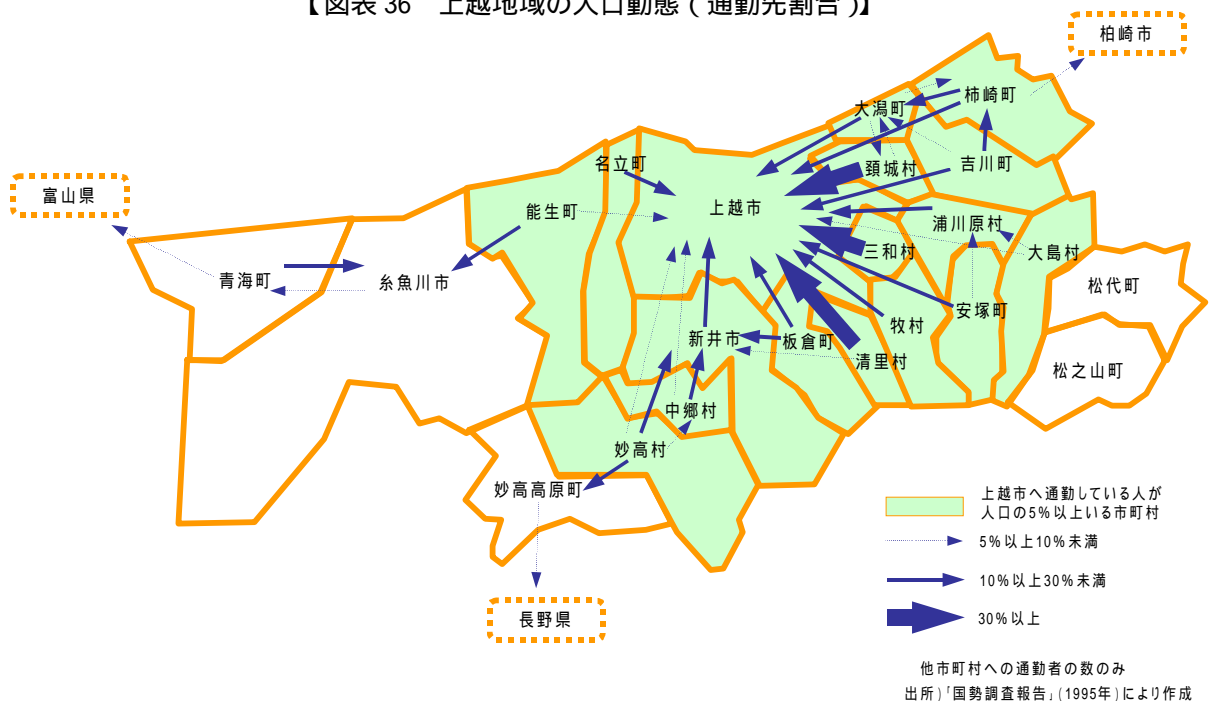 【図表36　上越地域の人口動態(通勤先割合)】
柏崎市
柿崎町
大潟町
頚城村
吉川町
名立町
富山県
能生町
上越市
浦川原村
三和村
大島村
青海町
糸魚川市
松代町
安塚町
牧村
新井市
板倉町
清里村
松之山町
中郷村
妙高村
妙高高原町
長野県
上越市へ通勤している人が
人口の5%以上いる市町村
5%以上10%未満
10%以上30%未満
30%以上
他市町村への通勤者の数のみ
出所)「国勢調査報告」(1995年)により作成